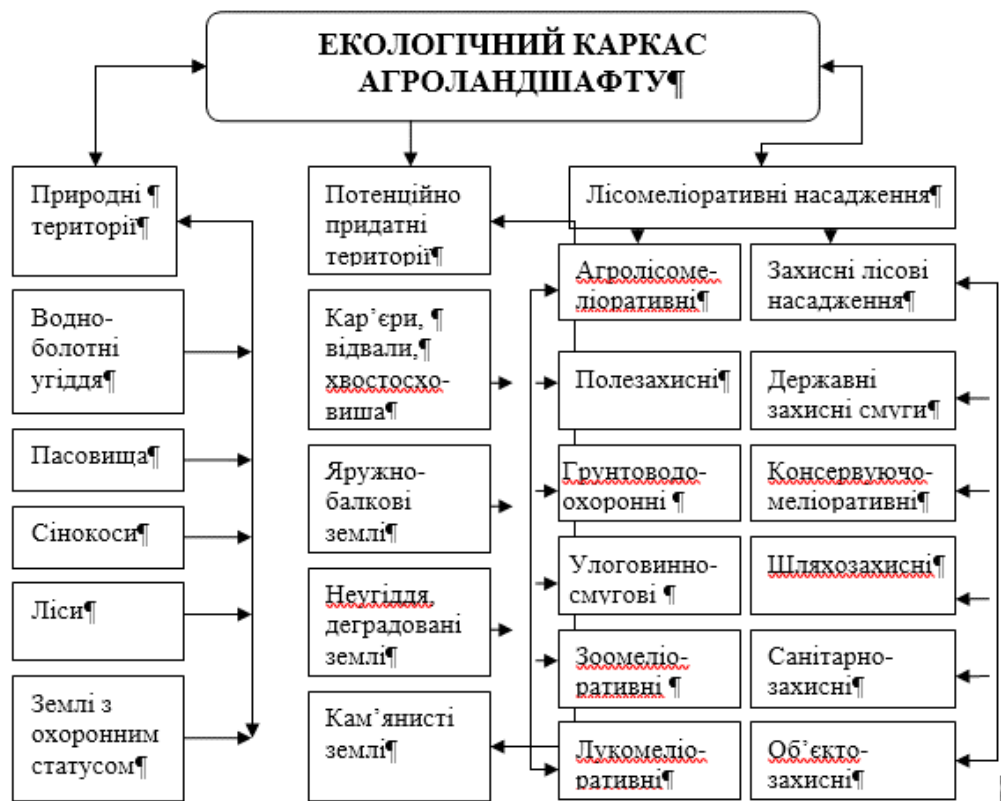 ЕКОЛОГІЧНИЙ КАРКАС
АГРОЛАНДШАФТУ¶
Природні ¶
території¶
Водно-
болотні
угіддя¶
Пасовища¶
Сінокоси¶
Ліси¶
Землі з
охоронним
статусом¶
Потенційно
придатні
території¶
Кар’єри, ¶
відвали,¶
хвостосхо-
виша¶
Яружно-
балкові
землі¶
Неугіддя,
деградовані
землі¶
Кам’янисті
землі¶
Лісомеліоративні насадження¶
Агролісоме-
ліоративні¶
Полезахисні¶
Грунтоводо-
охоронні ¶
Улоговинно-
смугові ¶
Зоомеліо-
ративні ¶
Лукомеліо-
ративні¶
Захисні лісові
насадження¶
Державні
захисні смуги¶
Консервуючо-
меліоративні¶
Шляхозахисні¶
Санітарно-
захисні¶
Об’єкто-
захисні¶